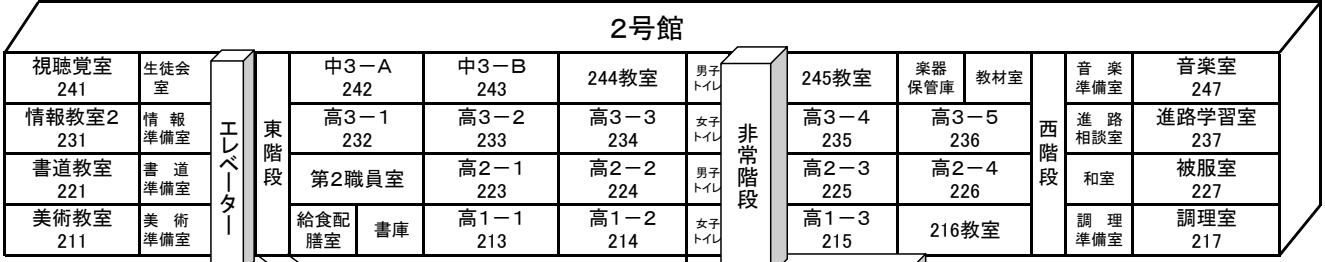 2号館
視聴覚室
241
生徒会
室
中3－A
242
中3－B
243
244教室
男子
トイレ
245教室
楽器
保管庫
教材室
音 楽
準備室
音楽室
247
情報教室2
231
情 報
準備室
エレベーター
東階段
高3－1
232
高3－2
233
高3－3
234
女子
トイレ
非常階段
高3－4
235
高3－5
236
西階段
進 路
相談室
進路学習室
237
書道教室
221
書 道
準備室
第2職員室
高2－1
223
高2－2
224
男子
トイレ
高2－3
225
高2－4
226
和室
被服室
227
美術教室
211
美 術
準備室
給食配
膳室
書庫
高1－1
213
高1－2
214
女子
トイレ
高1－3
215
216教室
調 理
準備室
調理室
217